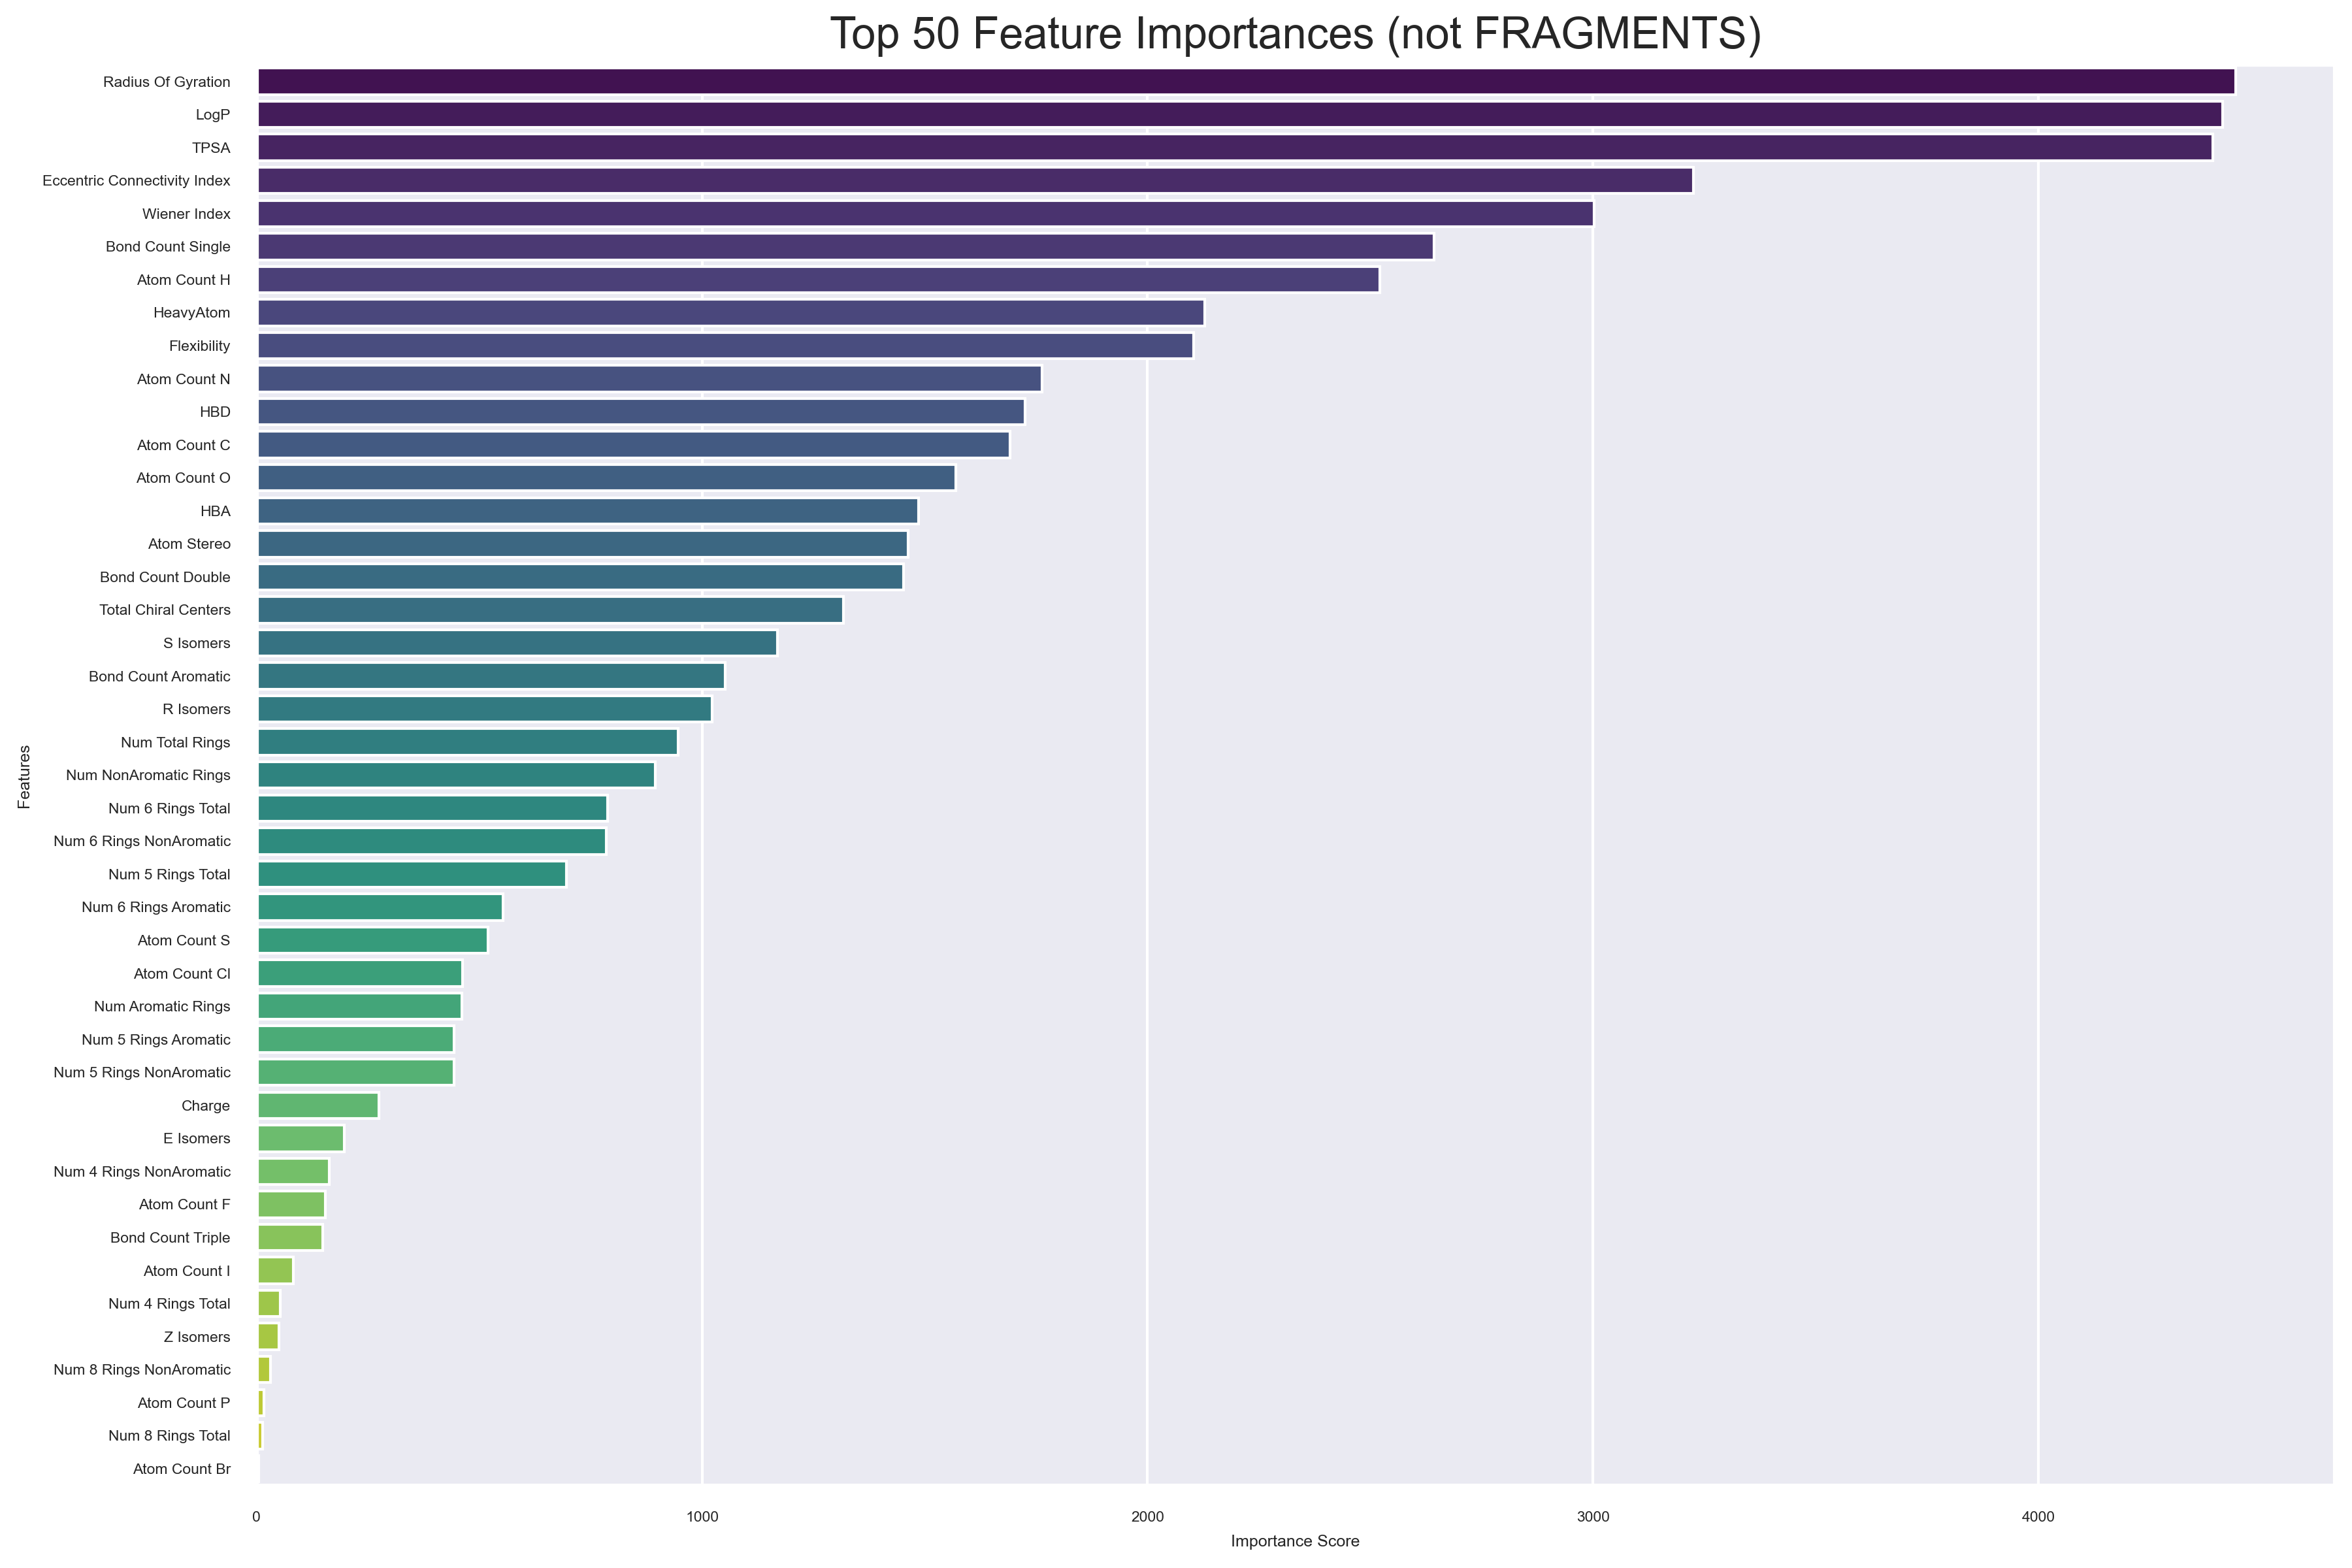 Top 50 Feature Importances (not FRAGMENTS)
Radius Of Gyration
LogP
TPSA
Eccentric Connectivity Index
Wiener Index
Bond Count Single
Atom Count H
HeavyAtom
Flexibility
Atom Count N
HBD
Atom Count C
Atom Count O
HBA
Atom Stereo
Bond Count Double
Total Chiral Centers
S Isomers
Bond Count Aromatic
R Isomers
Num Total Rings
Num NonAromatic Rings
Num 6 Rings Total
Num 6 Rings NonAromatic
Num 5 Rings Total
Num 6 Rings Aromatic
Atom Count S
Atom Count Cl
Num Aromatic Rings
Num 5 Rings Aromatic
Num 5 Rings NonAromatic
Charge
E Isomers
Num 4 Rings NonAromatic
Atom Count F
Bond Count Triple
Atom Count I
Num 4 Rings Total
Z Isomers
Num 8 Rings NonAromatic
Atom Count P
Num 8 Rings Total
Atom Count Br
Features
0 1000 2000 3000 4000
Importance Score